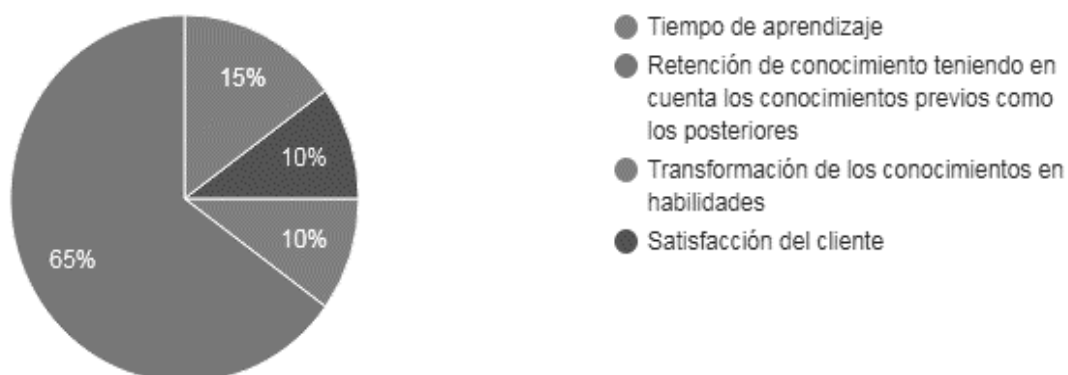 15%
10%
10%
65%
Tiempo de aprendizaje
Retención de conocimiento teniendo en
cuenta los conocimientos previos como
los posteriores
Transformación de los conocimientos en
habilidades
Satisfacción del cliente